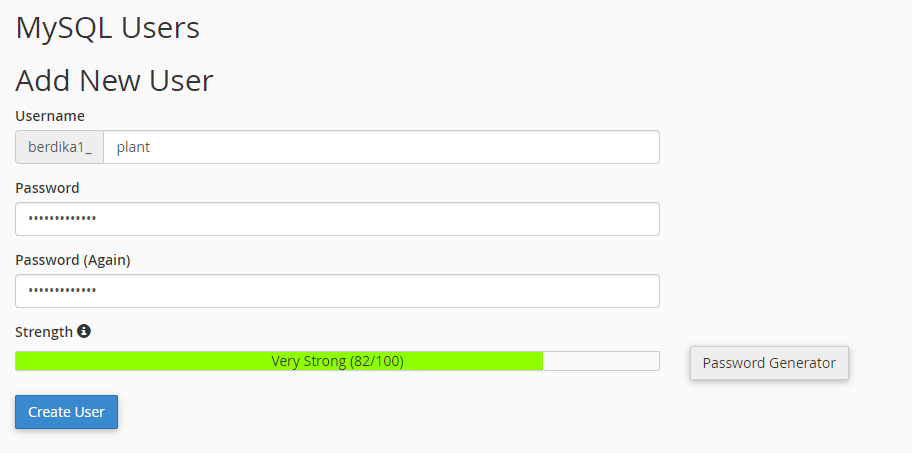 MySQL Users
Add New User
Username
berdika1_ plant
Password
•••••••••••••
Password (Again)
•••••••••••••
Strength
Very Strong (82/100)
Password Generator
Create User